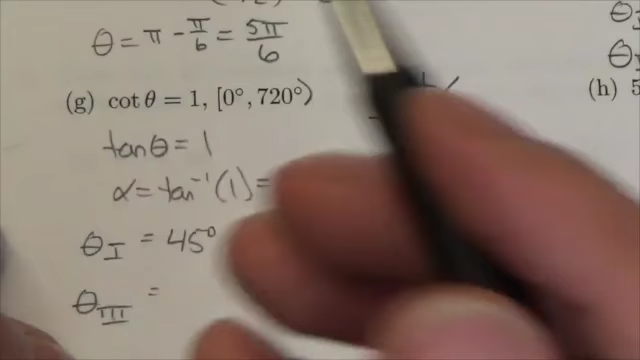 θ = π - π/6 = 5π/6
θ
θ
(g) cot θ = 1, [0°, 720°)
(h) 5
tan θ = 1
α = tan⁻¹(1) =
θ_I = 45°
θ_III =